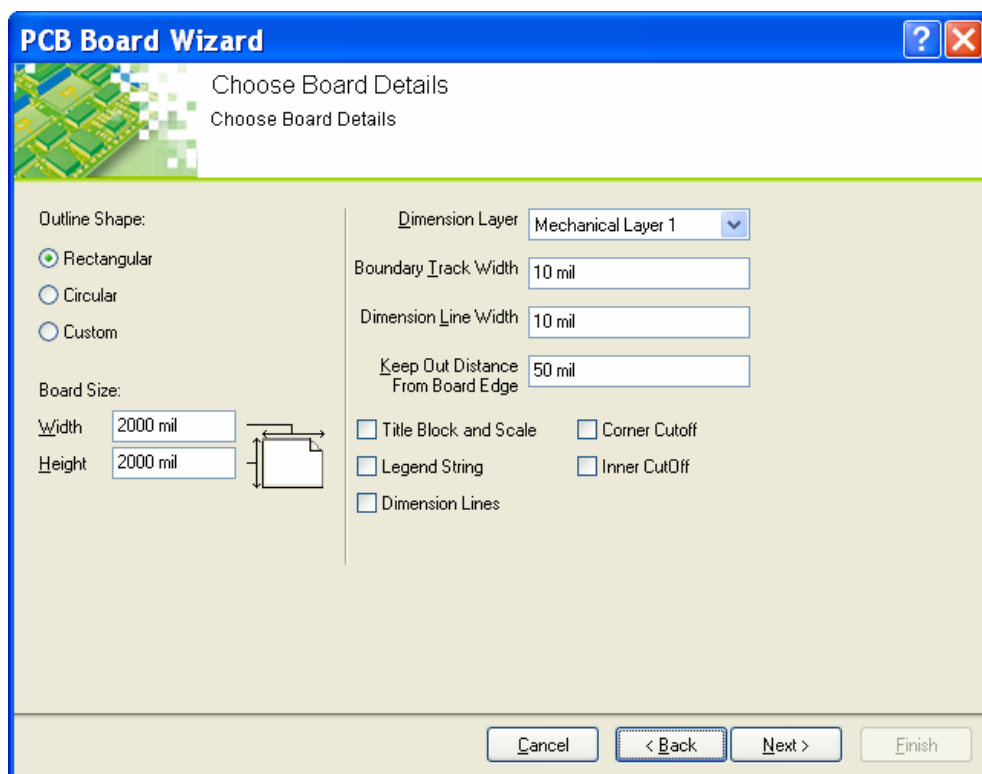 PCB Board Wizard
Choose Board Details
Choose Board Details
Outline Shape:
Rectangular
Circular
Custom
Board Size:
Width 2000 mil
Height 2000 mil
Dimension Layer Mechanical Layer 1
Boundary Track Width 10 mil
Dimension Line Width 10 mil
Keep Out Distance
From Board Edge 50 mil
Title Block and Scale Corner Cutoff
Legend String Inner CutOff
Dimension Lines
Cancel < Back Next > Finish